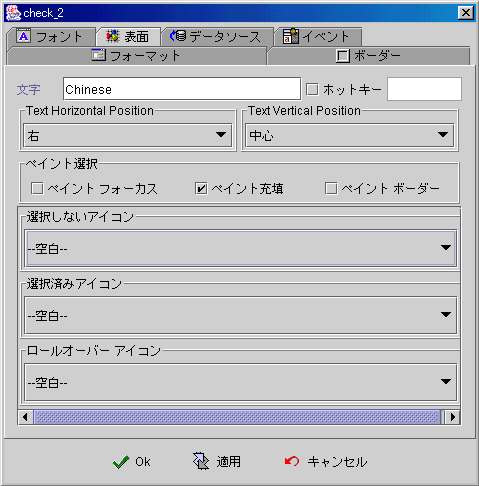 check_2
フォント 表面 データソース イベント
フォーマット ボーダー
文字 Chinese ホットキー
Text Horizontal Position Text Vertical Position
右 中心
ペイント選択
ペイント フォーカス ペイント充填 ペイント ボーダー
選択しないアイコン
--空白--
選択済みアイコン
--空白--
ロールオーバー アイコン
--空白--
Ok 適用 キャンセル